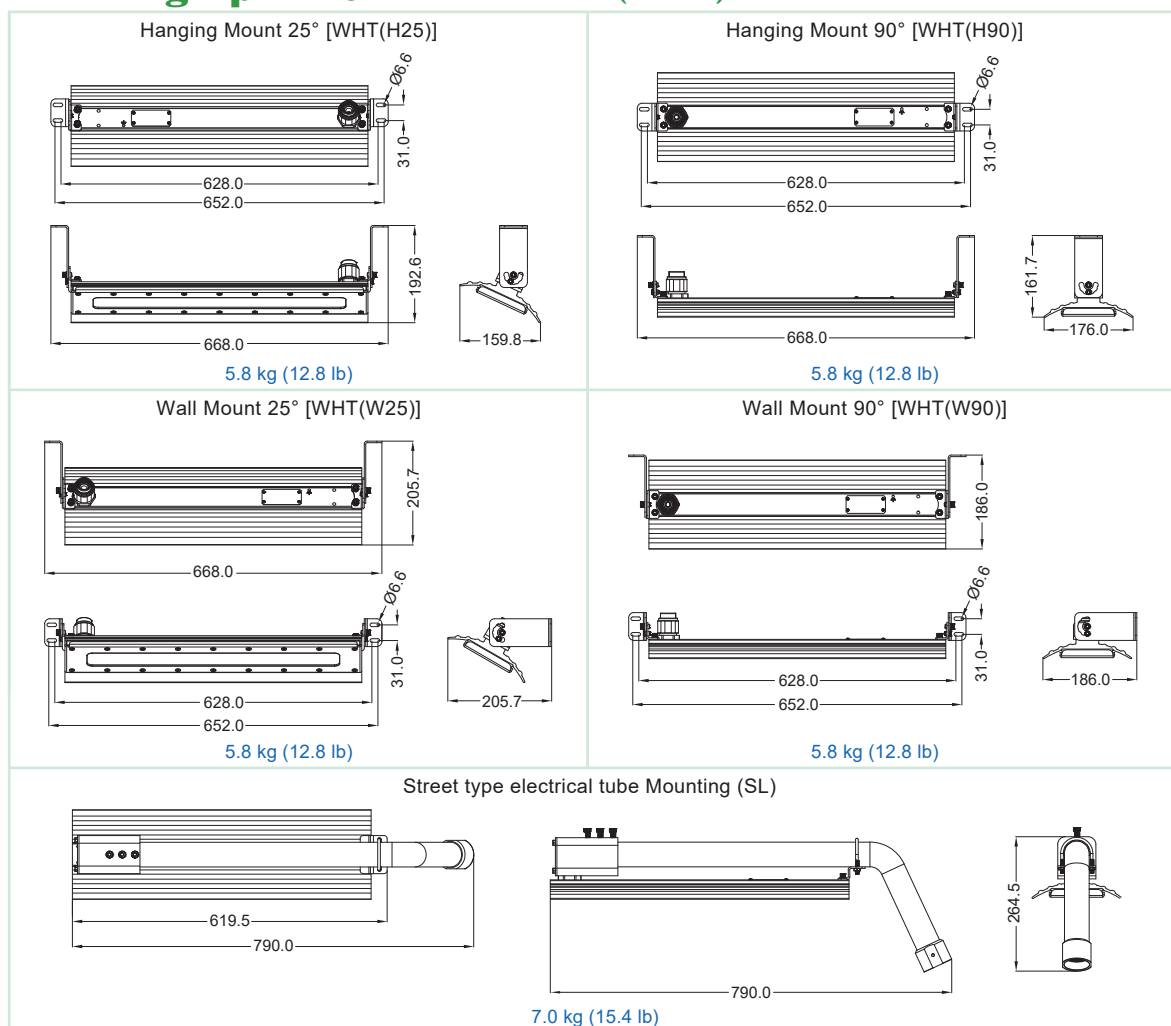 Hanging Mount 25° [WHT(H25)]
Ø6.6
31.0
628.0
652.0
192.6
668.0
159.8
5.8 kg (12.8 lb)
Hanging Mount 90° [WHT(H90)]
Ø6.6
31.0
628.0
652.0
161.7
668.0
176.0
5.8 kg (12.8 lb)
Wall Mount 25° [WHT(W25)]
205.7
668.0
Ø6.6
31.0
628.0
652.0
205.7
5.8 kg (12.8 lb)
Wall Mount 90° [WHT(W90)]
186.0
Ø6.6
31.0
628.0
652.0
186.0
5.8 kg (12.8 lb)
Street type electrical tube Mounting (SL)
619.5
790.0
790.0
264.5
7.0 kg (15.4 lb)